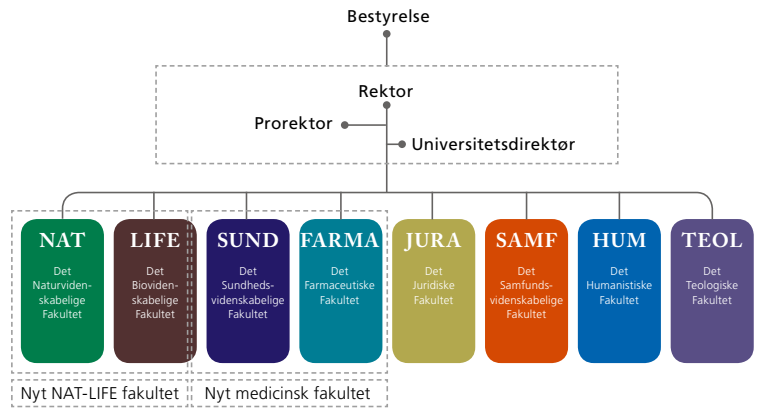 Bestyrelse
Rektor
Prorektor
Universitetsdirektør
NAT
Det
Naturviden-
skabelige
Fakultet
LIFE
Det
Bioviden-
skabelige
Fakultet
SUND
Det
Sundheds-
videnskabelige
Fakultet
FARMA
Det
Farmaceutiske
Fakultet
JURA
Det
Juridiske
Fakultet
SAMF
Det
Samfunds-
videnskabelige
Fakultet
HUM
Det
Humanistiske
Fakultet
TEOL
Det
Teologiske
Fakultet
Nyt NAT-LIFE fakultet
Nyt medicinsk fakultet